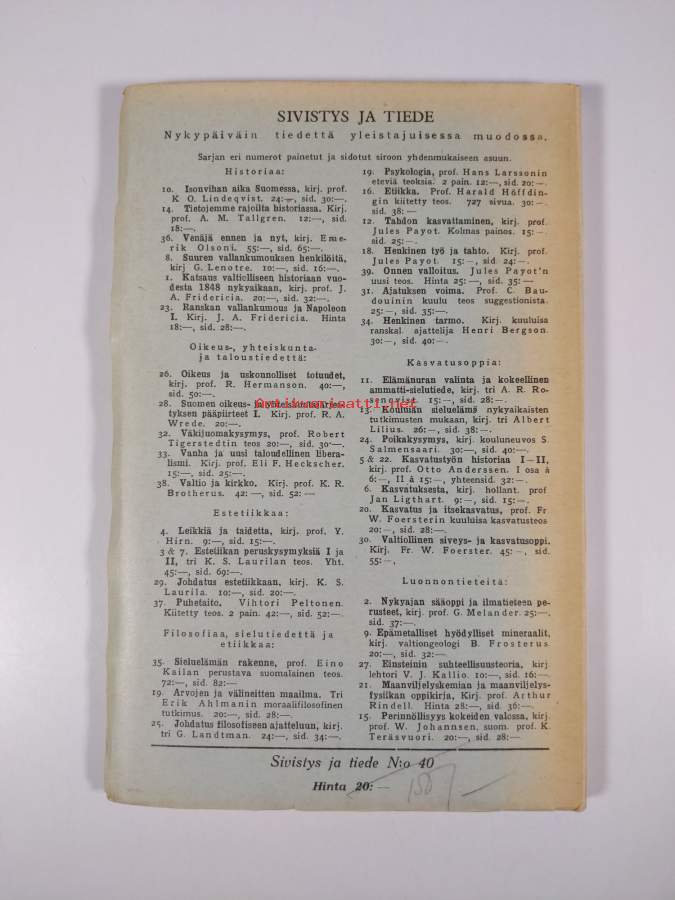 SIVISTYS JA TIEDE
Nykypäiväin tiedettä yleistajuisessa muodossa.
Sarjan eri numerot painetut ja sidotut siroon yhdenmukaiseen asuun.
Historiaa:
10. Isonvihan aika Suomessa, kirj. prof.
K O. Lindeqvist. 24:—, sid. 30:—.
14. Tietojemme rajoilta historiassa. Kirj.
prof. A. M. Tallgren. 12:—, sid.
18:—.
36. Venäjä ennen ja nyt, kirj. Eme-
rik Olsoni. 55:—, sid. 65:—.
8. Suuren vallankumouksen henkilöitä,
kirj G. Lenotre. 10:—, sid. 16:—.
1. Katsaus valtiolliseen historiaan vuo-
desta 1848 nykyaikaan, kirj. prof. J.
A. Fridericia. 20:—, sid. 32:—.
23. Ranskan vallankumous ja Napoleon
I. Kirj. J. A. Fridericia. Hinta
18:—, sid. 28:—.
Oikeus-, yhteiskunta-
ja taloustiedettä:
26. Oikeus ja uskonnolliset totuudet,
kirj. prof. R. Hermanson. 40:—,
sid. 50:—.
28. Suomen oikeus-
tyksen pääpiirteet I. Kirj. prof. R. A.
Wrede. 20:—.
32. Väkijuomakysymys, prof. Robert
Tigerstedtin teos 20:—, sid. 30:—.
33. Vanha ja uusi taloudellinen libera-
lismi. Kirj. prof. Eli F. Heckscher.
15:—, sid. 25:—.
38. Valtio ja kirkko. Kirj. prof. K. R.
Brotherus. 42: —, sid. 52: —
Estetiikkaa:
4. Leikkiä ja taidetta, kirj. prof. Y.
Hirn. 9:—, sid. 15:—.
3 & 7. Estetiikan peruskysymyksiä I ja
II, tri K. S. Laurilan teos. Yht.
45:—, sid. 69:—.
29. Johdatus estetiikkaan, kirj. K. S.
Laurila. 10:—, sid. 20:—.
37. Puhetaito, Vihtori Peltonen.
Kiitetty teos. 2 pain. 42:—, sid. 52:—.
Filosofiaa, sielutiedettä ja
etiikkaa:
35. Sieluelämän rakenne, prof. Eino
Kailan perustava suomalainen teos.
72:—, sid. 82:—
19. Arvojen ja välineitten maailma. Tri
Erik Ahlmanin moraalifilosofinen
tutkimus. 20:—, sid. 28:—.
25. Johdatus filosofiseen ajatteluun, kirj.
tri G. Landtman. 24:—, sid. 34:—.
19. Psykologia, prof. Hans Larssonin
eteviä teoksia. 2 pain. 12:—, sid. 20:—.
16. Etiikka. Prof. Harald Höffdin-
gin kiitetty teos. 727 sivua. 30:—.
sid. 38: —
12. Tahdon kasvattaminen, kirj. prof.
Jules Payot. Kolmas painos. 15: —.
sid. 25: —.
18. Henkinen työ ja tahto. Kirj. prof.
Jules Payot. 15: —, sid 24: —.
39. Onnen valloitus. Jules Payot'n
uusi teos. Hinta 25: —, sid. 35: —
31. Ajatuksen voima. Prof. C. Bau-
douinin kuulu teos suggestionista.
25: —, sid. 35:—.
34. Henkinen tarmo. Kirj. kuuluisa
ranskal. ajattelija Henri Bergson.
30: —, sid. 40: —.
Kasvatusoppia:
11. Elämänuran valinta ja kokeellinen
ammatti-sielutiede, kirj. tri A. R. Ro-
senqvist. 15: —, sid. 28: —.
13. Koulu-iän sieluelämä nykyaikaisten
tutkimusten mukaan, kirj. tri Albert
Lilius. 26: —, sid. 38: —.
24. Poikakysymys, kirj. kouluneuvos S.
Salmensaari. 30:—, sid. 40:—.
5 & 22. Kasvatustyön historiaa I—II,
kirj. prof. Otto Anderssen. I osa à
6:—, II à 15:—, yhteensid. 32: —.
6. Kasvatuksesta, kirj. hollant. prof
Jan Ligthart. 9:—, sid. 15: —.
20. Kasvatus ja itsekasvatus, prof. Fr
W. Foersterin kuuluisa kasvatusteos
20:—, sid. 28:—.
30. Valtiollinen siveys- ja kasvatusoppi.
Kirj. Fr. W. Foerster. 45: —, sid.
55: —,
Luonnontieteitä:
2. Nykyajan sääoppi ja ilmatieteen pe-
rusteet, kirj. prof. G. Melander. 25:—,
sid. 37:—.
9. Epämetalliset hyödylliset mineraalit,
kirj. valtiongeologi B. Frosterus
20:—, sid. 32:—
27. Einsteinin suhteellisuusteoria, kirj
lehtori V. J. Kallio. 10:—, sid. 16:—.
21. Maanviljelyskemian ja maanviljelys-
fysiikan oppikirja, Kirj. prof. Arthur
Rindell. Hinta 28:—, sid. 36:—.
15. Perinnöllisyys kokeiden valossa, kirj.
prof. W. Johannsen, suom. prof. K.
Teräsvuori. 20:—, sid. 28:—
Sivistys ja tiede N:o 40
Hinta 20: —
150
Antikvariaatti.net